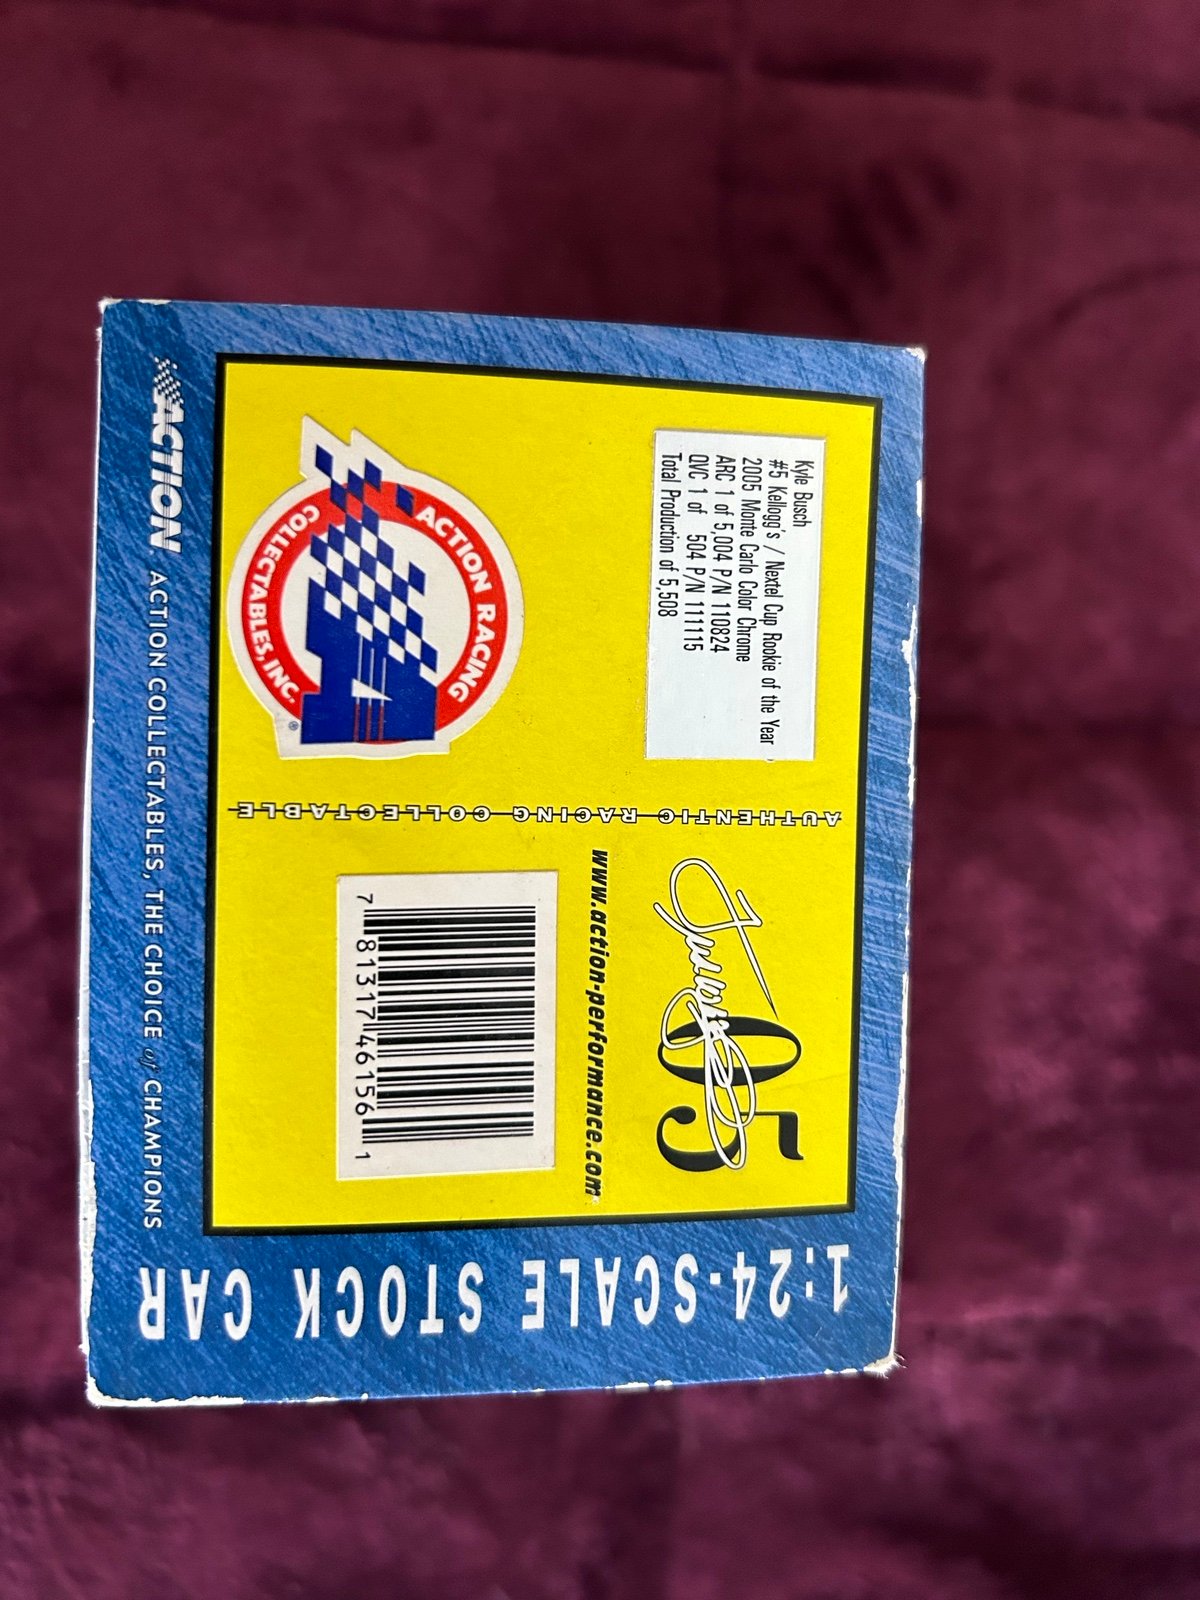 Kyle Busch
#5 Kellogg's / Nextel Cup Rookie of the Year
2005 Monte Carlo Color Chrome
ARC 1 of 5,004 P/N 110824
QVC 1 of 504 P/N 111115
Total Production of 5,508
ACTION RACING
COLLECTABLES, INC.
®
AUTHENTIC RACING COLLECTABLE
05
www.action-performance.com
7 81317 46156 1
ACTION
ACTION COLLECTABLES, THE CHOICE of CHAMPIONS
1:24-SCALE STOCK CAR